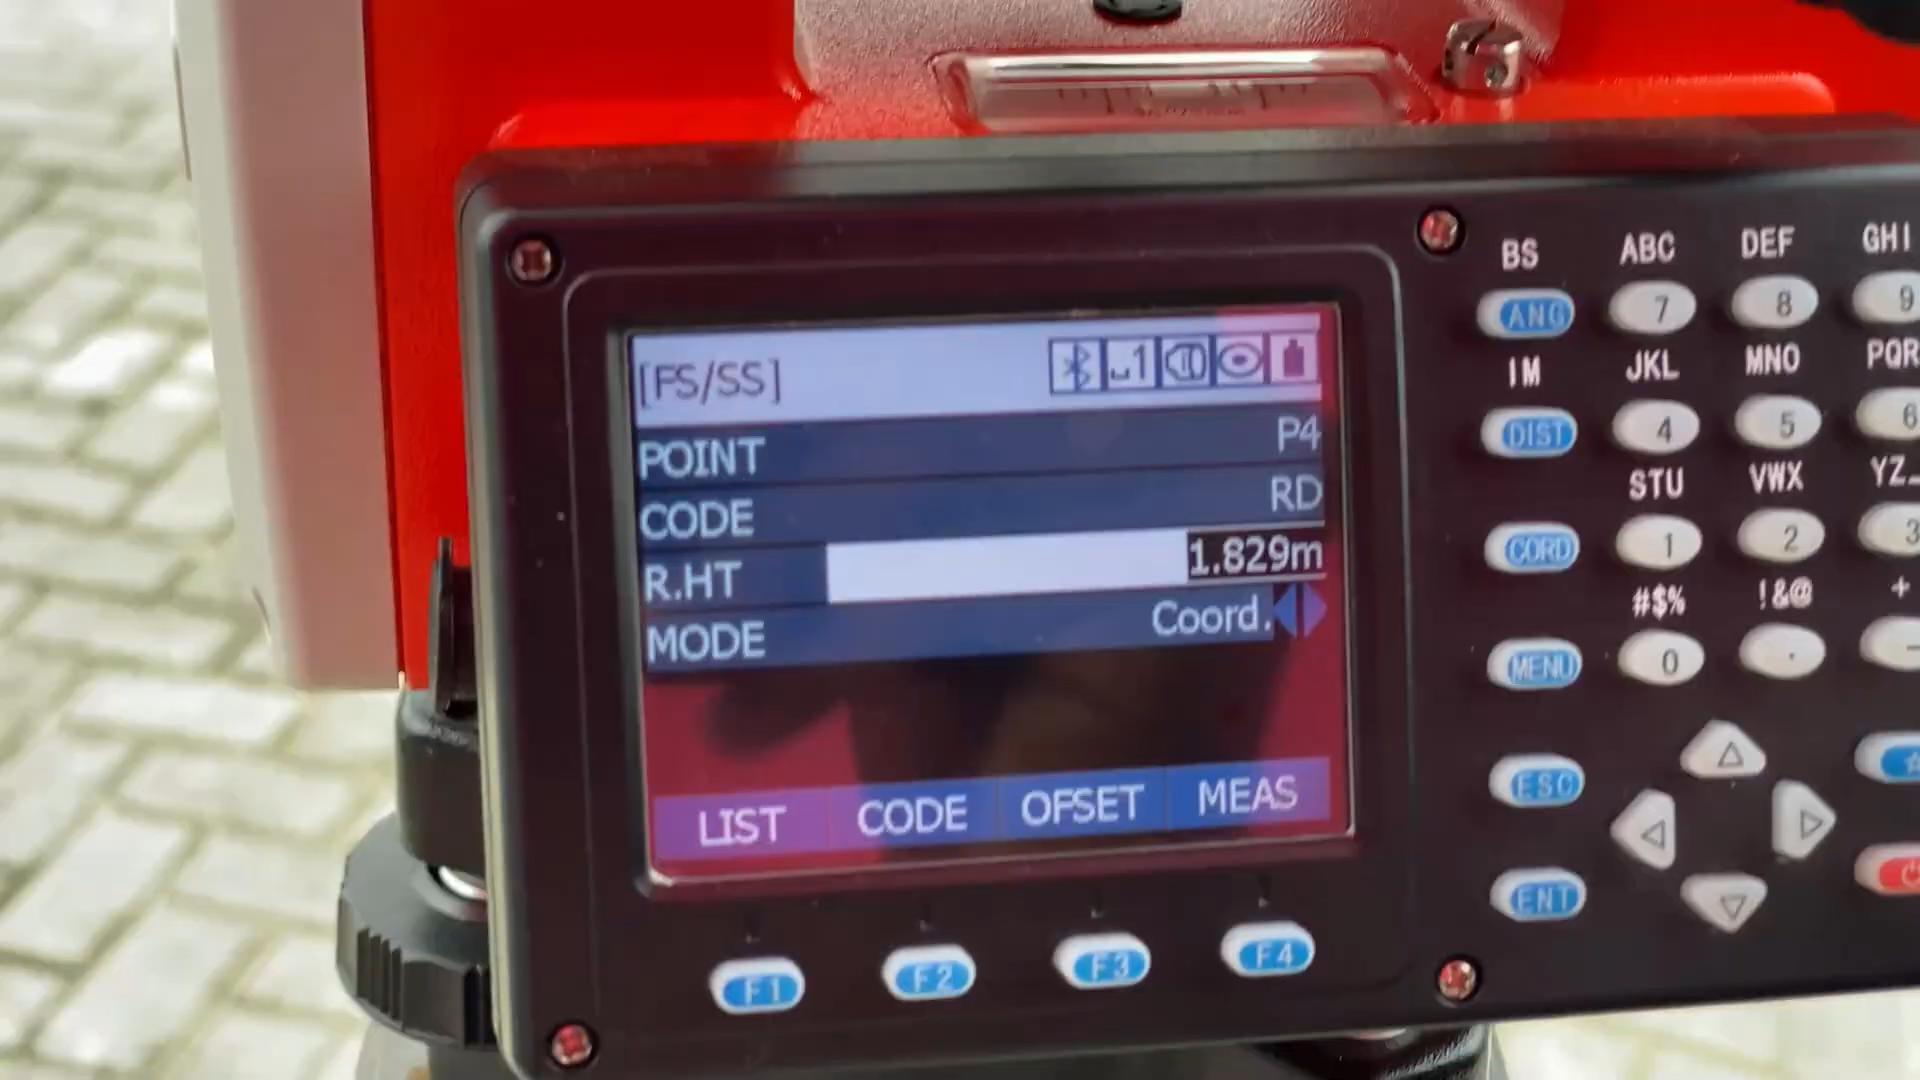 [FS/SS] 1
POINT P4
CODE RD
R.HT 1.829m
MODE Coord.
LIST CODE OFSET MEAS
F1 F2 F3 F4
BS ABC DEF GHI
ANG 7 8 9
IM JKL MNO PQR
DIST 4 5 6
STU VWX YZ_
CORD 1 2 3
#$% !&@ +
MENU 0 . -
ESC
ENT